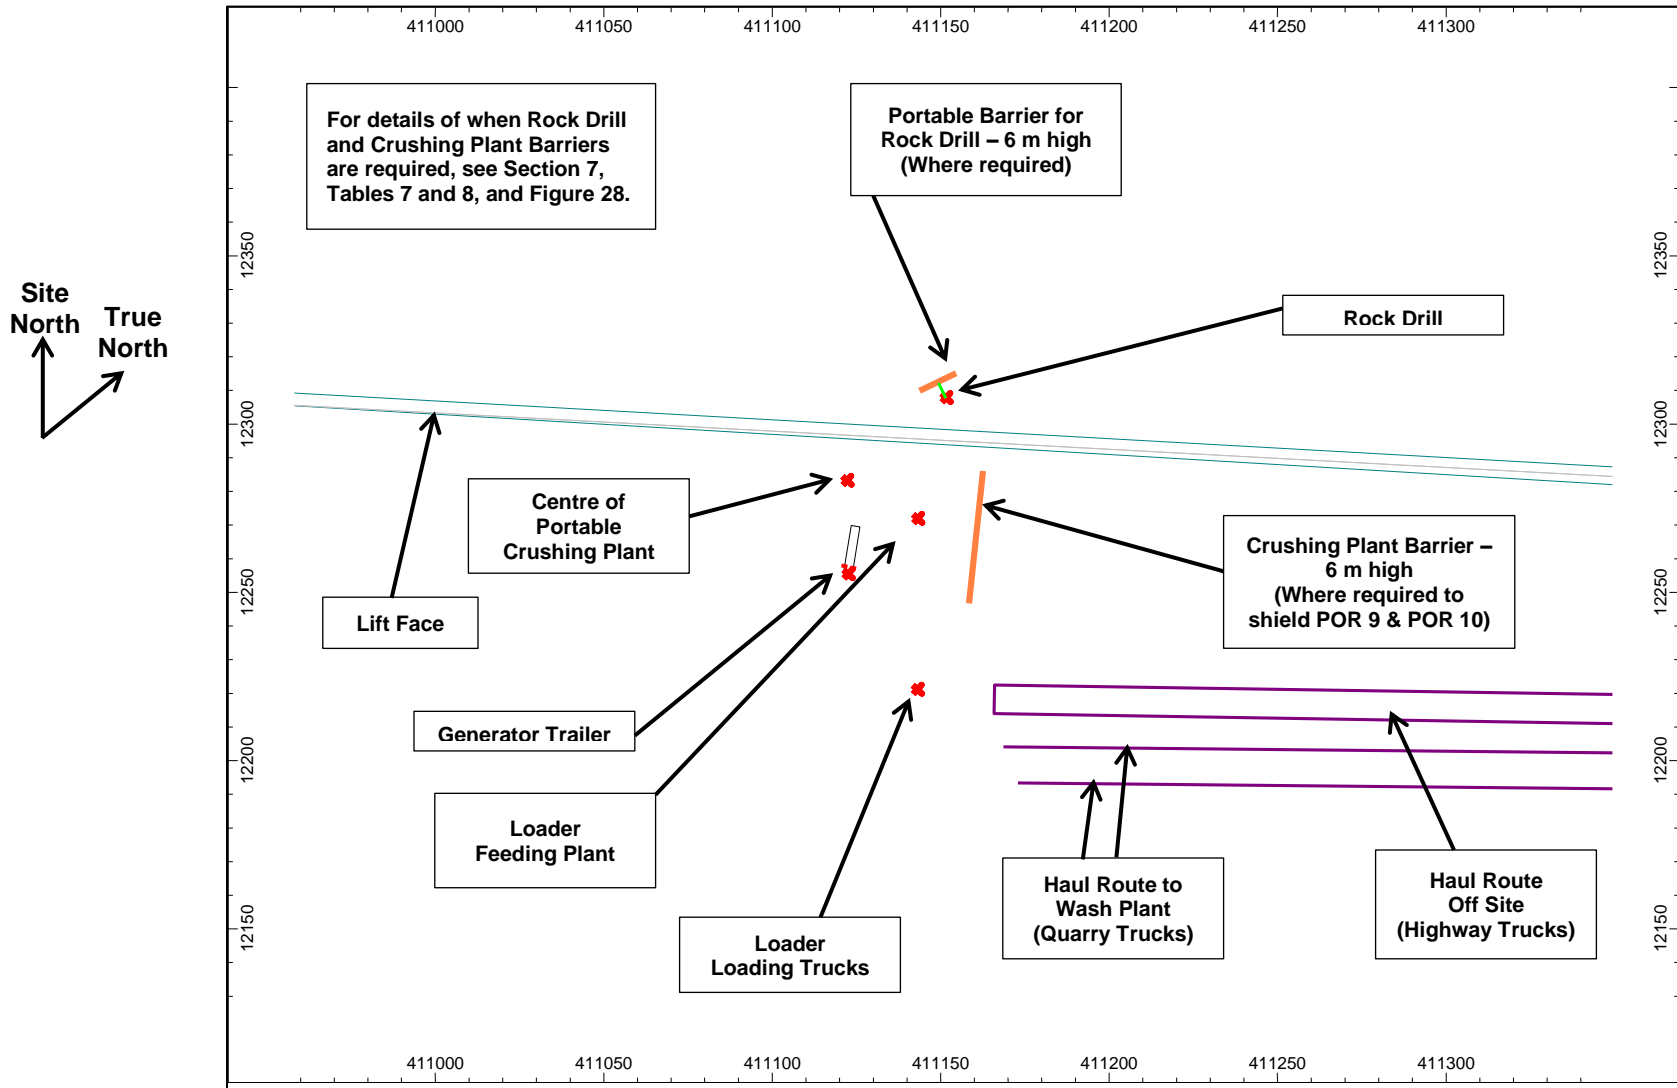 411000 411050 411100 411150 411200 411250 411300
For details of when Rock Drill
and Crushing Plant Barriers
are required, see Section 7,
Tables 7 and 8, and Figure 28.
Portable Barrier for
Rock Drill – 6 m high
(Where required)
12350
12350
Site
North
True
North
Rock Drill
12300
12300
Centre of
Portable
Crushing Plant
Crushing Plant Barrier –
6 m high
(Where required to
shield POR 9 & POR 10)
12250
12250
Lift Face
Generator Trailer
12200
12200
Loader
Feeding Plant
Haul Route to
Wash Plant
(Quarry Trucks)
Haul Route
Off Site
(Highway Trucks)
12150
12150
Loader
Loading Trucks
411000 411050 411100 411150 411200 411250 411300